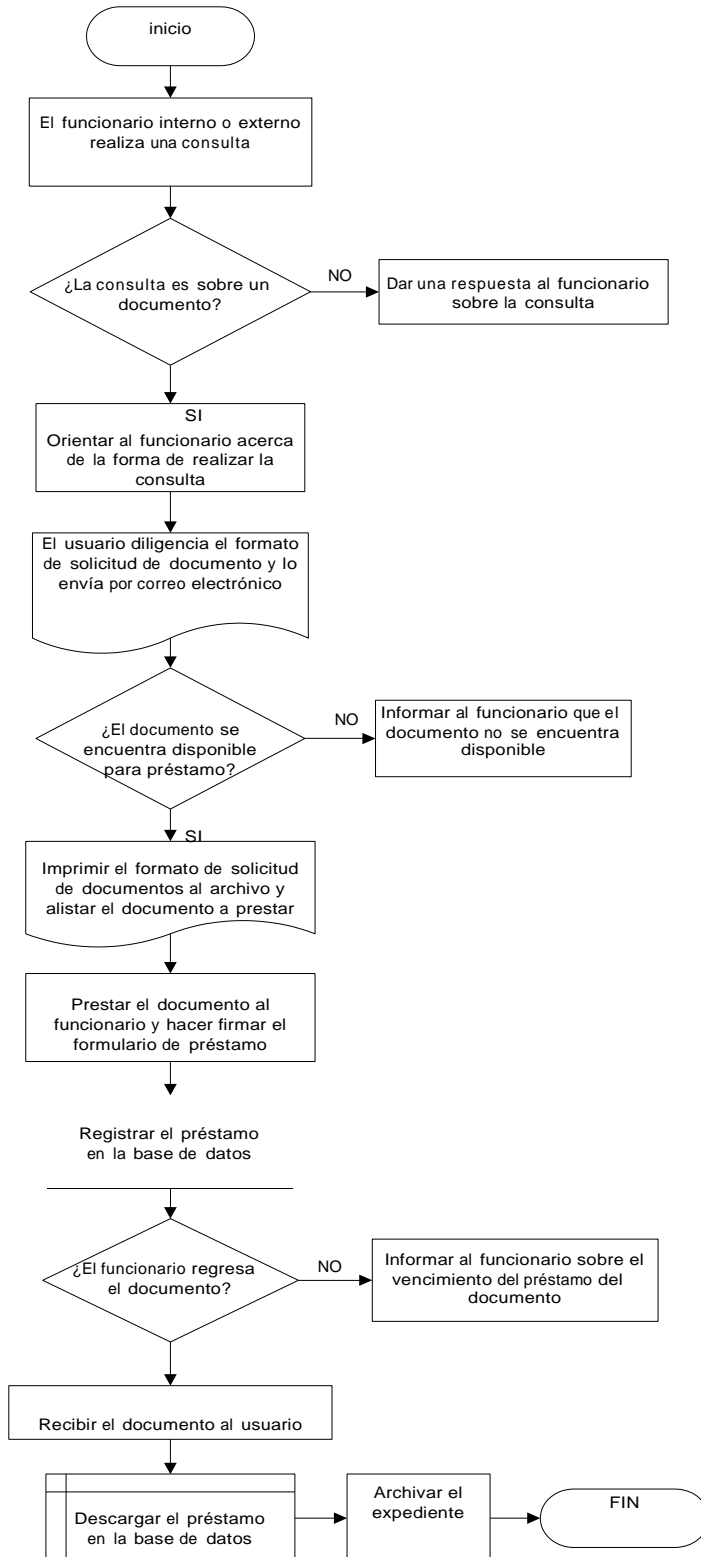 inicio
El funcionario interno o externo
realiza una consulta
¿La consulta es sobre un
documento?
NO
Dar una respuesta al funcionario
sobre la consulta
SI
Orientar al funcionario acerca
de la forma de realizar la
consulta
El usuario diligencia el formato
de solicitud de documento y lo
envía por correo electrónico
¿El documento se
encuentra disponible
para préstamo?
NO
Informar al funcionario que el
documento no se encuentra
disponible
SI
Imprimir el formato de solicitud
de documentos al archivo y
alistar el documento a prestar
Prestar el documento al
funcionario y hacer firmar el
formulario de préstamo
Registrar el préstamo
en la base de datos
¿El funcionario regresa
el documento?
NO
Informar al funcionario sobre el
vencimiento del préstamo del
documento
Recibir el documento al usuario
Descargar el préstamo
en la base de datos
Archivar el
expediente
FIN